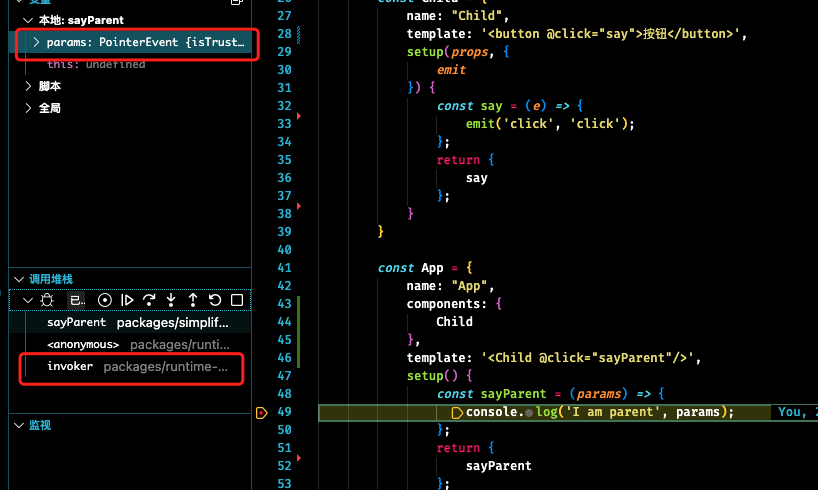 变量
本地: sayParent
params: PointerEvent {isTrust…
this: undefined
脚本
全局
调用堆栈
已…
sayParent packages/simplif...
<anonymous> packages/runti...
invoker packages/runtime-...
监视
27 name: "Child",
28 template: '<button @click="say">按钮</button>',
29 setup(props, {
30 emit
31 }) {
32 const say = (e) => {
33 emit('click', 'click');
34 };
35 return {
36 say
37 };
38 }
39 }
40
41 const App = {
42 name: "App",
43 components: {
44 Child
45 },
46 template: '<Child @click="sayParent"/>',
47 setup() {
48 const sayParent = (params) => {
49 console.log('I am parent', params); You, 2
50 };
51 return {
52 sayParent
53 };